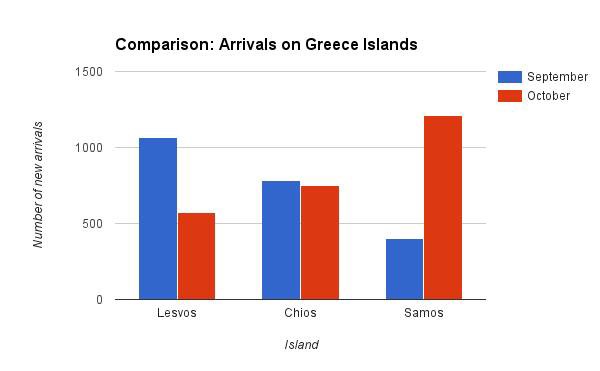 Comparison: Arrivals on Greece Islands
September
October
Number of new arrivals
1500
1000
500
0
Lesvos Chios Samos
Island